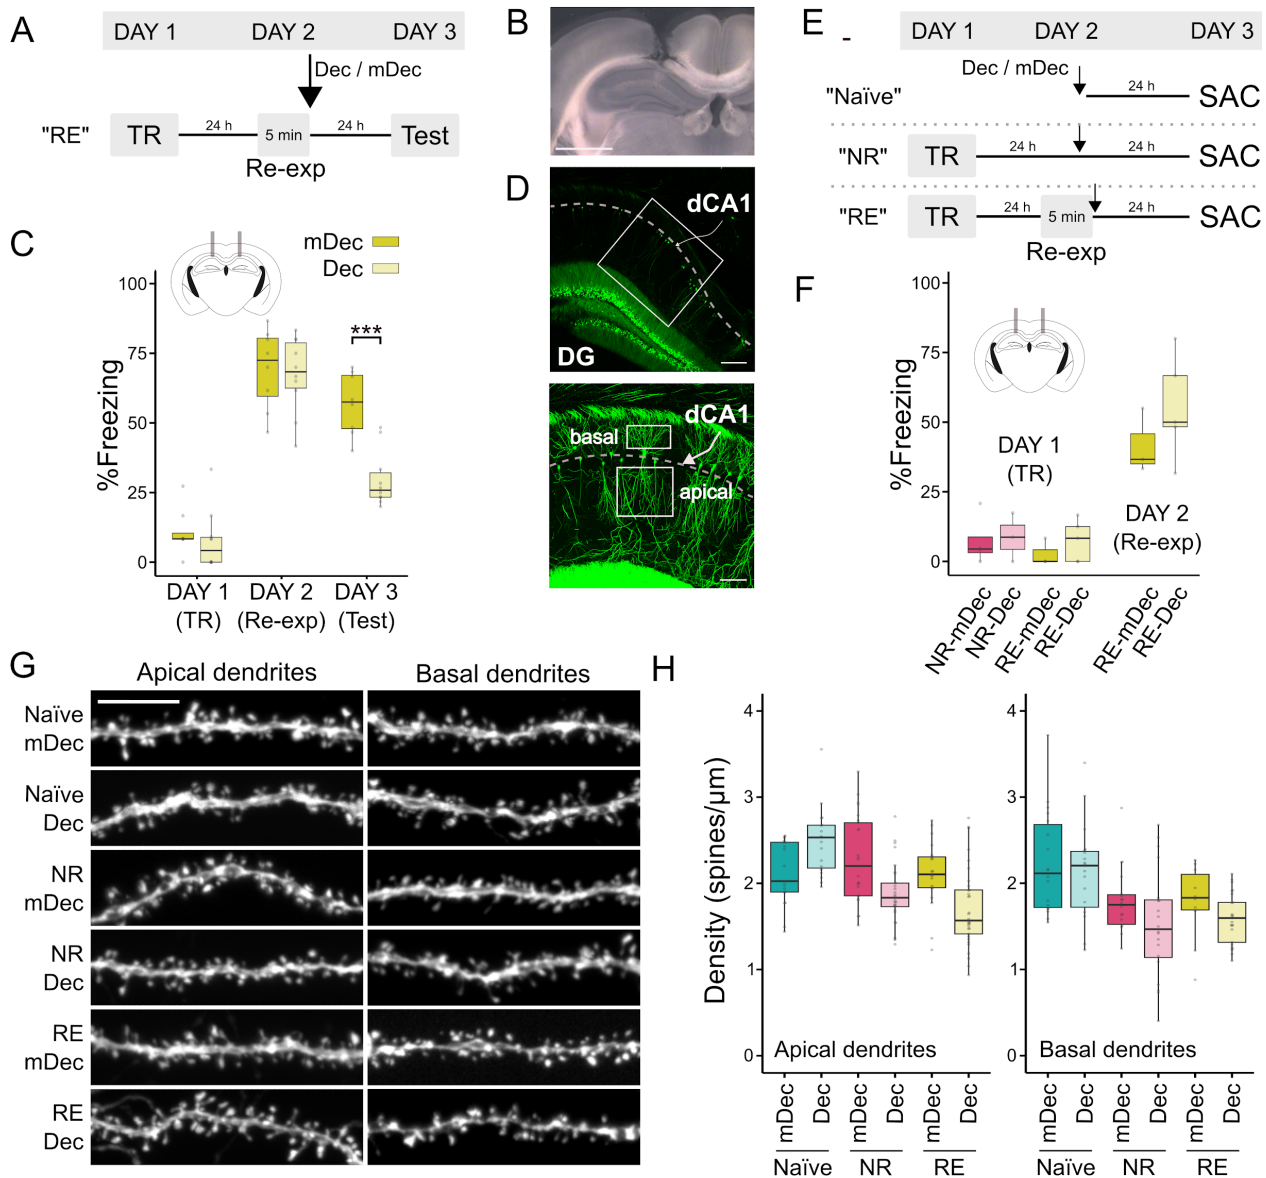 A
DAY 1 DAY 2 DAY 3
Dec / mDec
"RE" TR 24 h 5 min 24 h Test
Re-exp
B
C
mDec
Dec
%Freezing
100
75
50
25
0
***
DAY 1 DAY 2 DAY 3
(TR) (Re-exp) (Test)
D
dCA1
DG
dCA1
basal
apical
E -
DAY 1 DAY 2 DAY 3
Dec / mDec
"Naïve" 24 h SAC
"NR" TR 24 h 24 h SAC
"RE" TR 24 h 5 min 24 h SAC
Re-exp
F
%Freezing
100
75
50
25
0
DAY 1
(TR)
DAY 2
(Re-exp)
NR-mDec
NR-Dec
RE-mDec
RE-Dec
RE-mDec
RE-Dec
G
Apical dendrites Basal dendrites
Naïve
mDec
Naïve
Dec
NR
mDec
NR
Dec
RE
mDec
RE
Dec
H
Density (spines/µm)
4
3
2
1
0
Apical dendrites
mDec Dec mDec Dec mDec Dec
Naïve NR RE
4
3
2
1
0
Basal dendrites
mDec Dec mDec Dec mDec Dec
Naïve NR RE